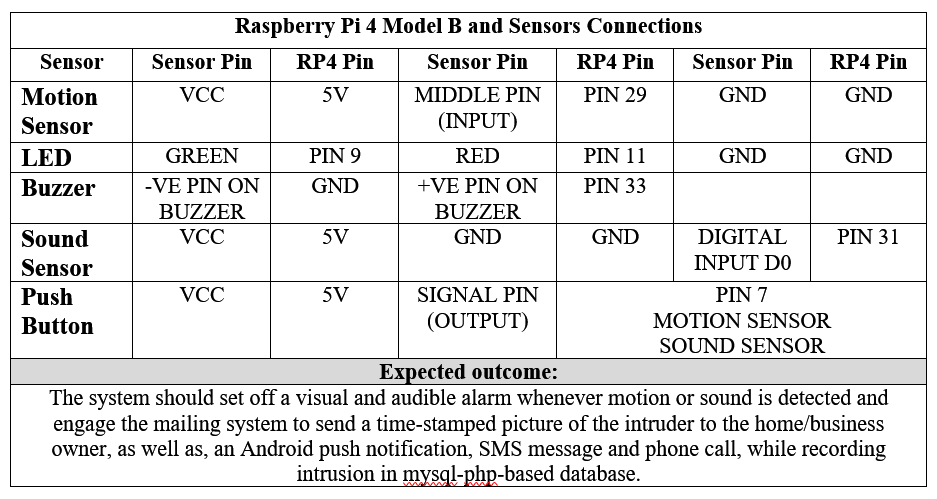 Raspberry Pi 4 Model B and Sensors Connections
Sensor Sensor Pin RP4 Pin Sensor Pin RP4 Pin Sensor Pin RP4 Pin
Motion Sensor VCC 5V MIDDLE PIN (INPUT) PIN 29 GND GND
LED GREEN PIN 9 RED PIN 11 GND GND
Buzzer -VE PIN ON BUZZER GND +VE PIN ON BUZZER PIN 33
Sound Sensor VCC 5V GND GND DIGITAL INPUT D0 PIN 31
Push Button VCC 5V SIGNAL PIN (OUTPUT) PIN 7 MOTION SENSOR SOUND SENSOR
Expected outcome:
The system should set off a visual and audible alarm whenever motion or sound is detected and
engage the mailing system to send a time-stamped picture of the intruder to the home/business
owner, as well as, an Android push notification, SMS message and phone call, while recording
intrusion in mysql-php-based database.